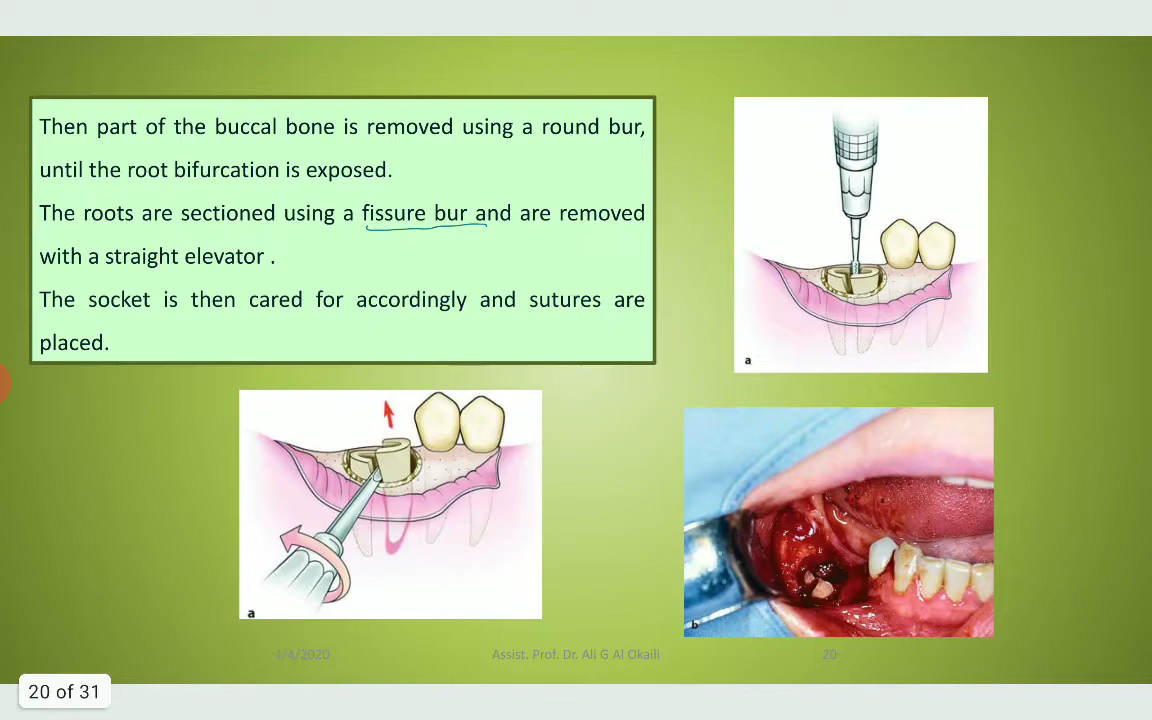 Then part of the buccal bone is removed using a round bur,
until the root bifurcation is exposed.
The roots are sectioned using a fissure bur and are removed
with a straight elevator .
The socket is then cared for accordingly and sutures are
placed.
a
a
b
4/2020
Assist. Prof. Dr. Ali G Al Okaili
20
20 of 31